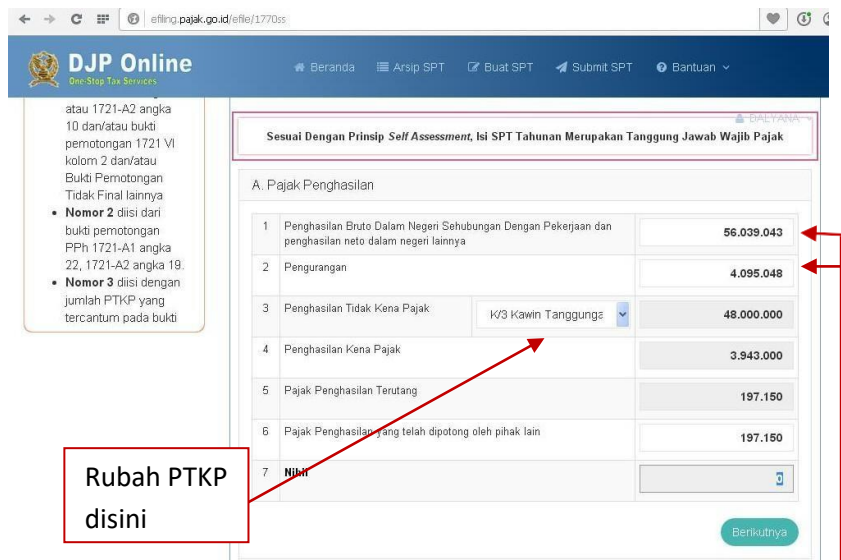 efiling.pajak.go.id/efile/1770ss
DJP Online
One-Stop Tax Services
Beranda
Arsip SPT
Buat SPT
Submit SPT
Bantuan
DALYANA
atau 1721-A2 angka
10 dan/atau bukti
pemotongan 1721 VI
kolom 2 dan/atau
Bukti Pemotongan
Tidak Final lainnya
• Nomor 2 diisi dari
bukti pemotongan
PPh 1721-A1 angka
22, 1721-A2 angka 19.
• Nomor 3 diisi dengan
jumlah PTKP yang
tercantum pada bukti
Sesuai Dengan Prinsip Self Assessment, Isi SPT Tahunan Merupakan Tanggung Jawab Wajib Pajak
A. Pajak Penghasilan
1 Penghasilan Bruto Dalam Negeri Sehubungan Dengan Pekerjaan dan
penghasilan neto dalam negeri lainnya
56.039.043
2 Pengurangan 4.095.048
3 Penghasilan Tidak Kena Pajak K/3 Kawin Tanggunga 48.000.000
4 Penghasilan Kena Pajak 3.943.000
5 Pajak Penghasilan Terutang 197.150
6 Pajak Penghasilan yang telah dipotong oleh pihak lain 197.150
7 Nihil 0
Berikutnya
Rubah PTKP
disini